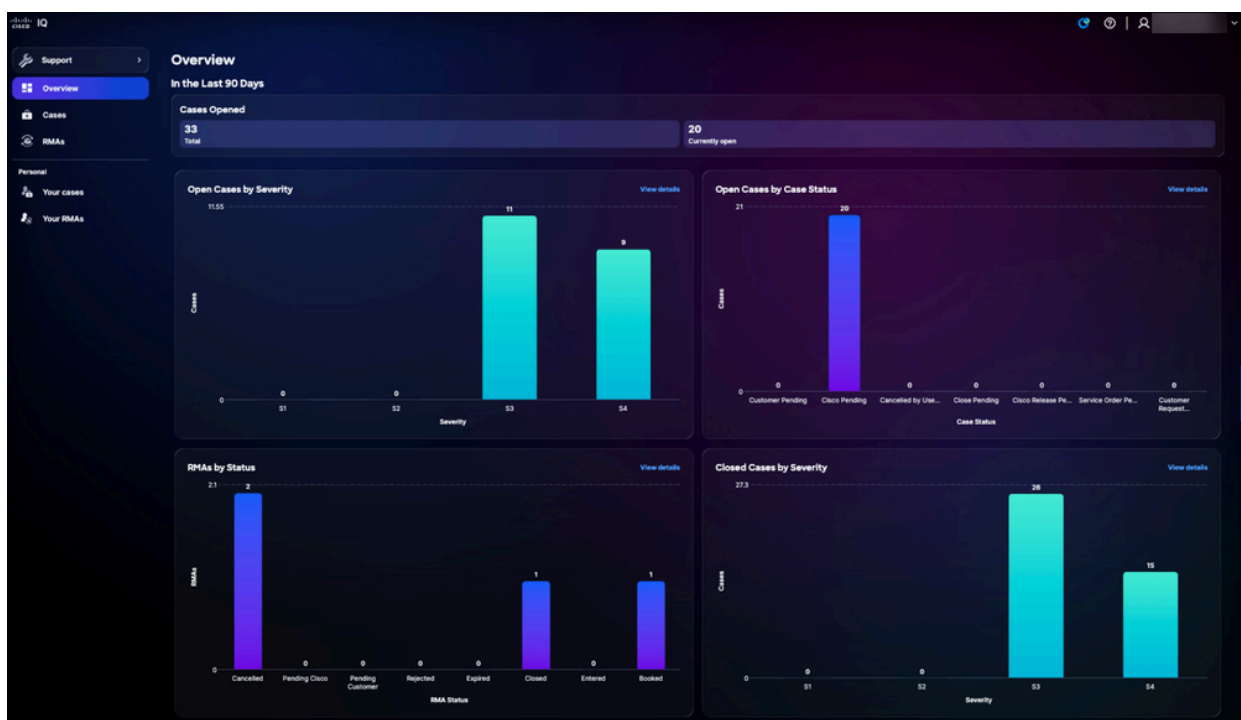 cisco IQ
Support
Overview
Cases
RMAs
Personal
Your cases
Your RMAs
Overview
In the Last 90 Days
Cases Opened
33
Total
20
Currently open
Open Cases by Severity View details
11.55
11
9
Cases
0
0 0
S1 S2 S3 S4
Severity
Open Cases by Case Status View details
21
20
Cases
0 0 0 0 0 0
0
Customer Pending Cisco Pending Cancelled by Use... Close Pending Cisco Release Pe... Service Order Pe... Customer
Request...
Case Status
RMAs by Status View details
2.1
2
1 1
RMAs
0 0 0 0 0
0
Cancelled Pending Cisco Pending Rejected Expired Closed Entered Booked
Customer
RMA Status
Closed Cases by Severity View details
27.3
26
15
Cases
0 0
0
S1 S2 S3 S4
Severity